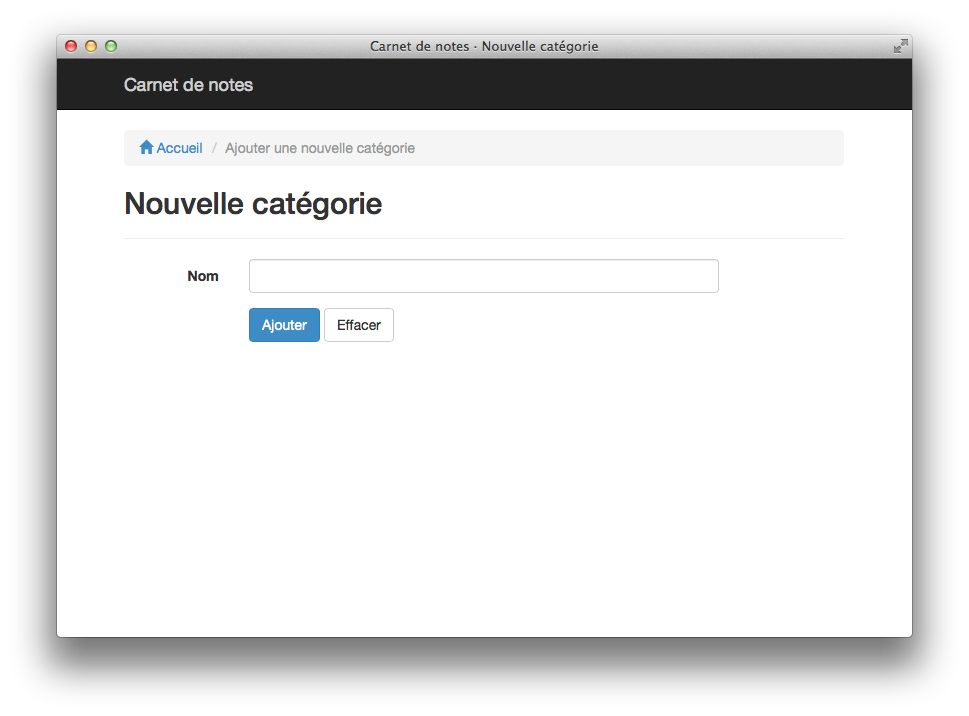 Carnet de notes · Nouvelle catégorie
Carnet de notes
Accueil / Ajouter une nouvelle catégorie
Nouvelle catégorie
Nom
Ajouter Effacer